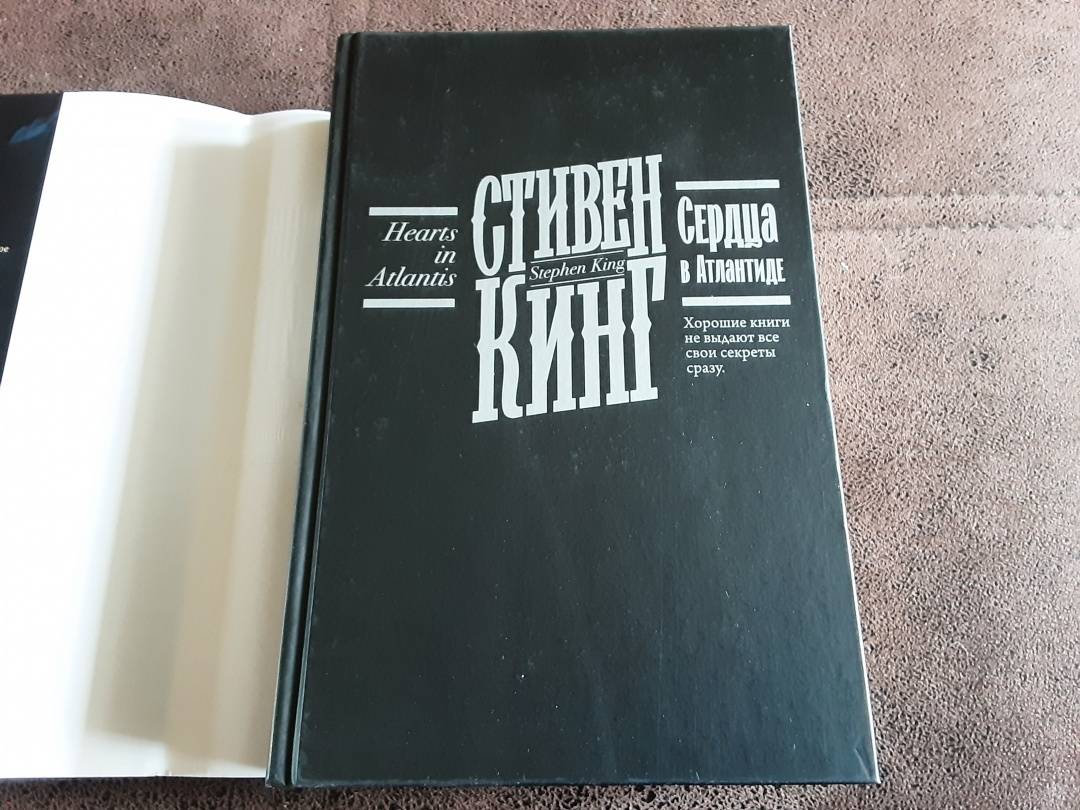 Hearts
in
Atlantis
СТИВЕН
Stephen King
КИНГ
Сердца
в Атлантиде
Хорошие книги
не выдают все
свои секреты
сразу.